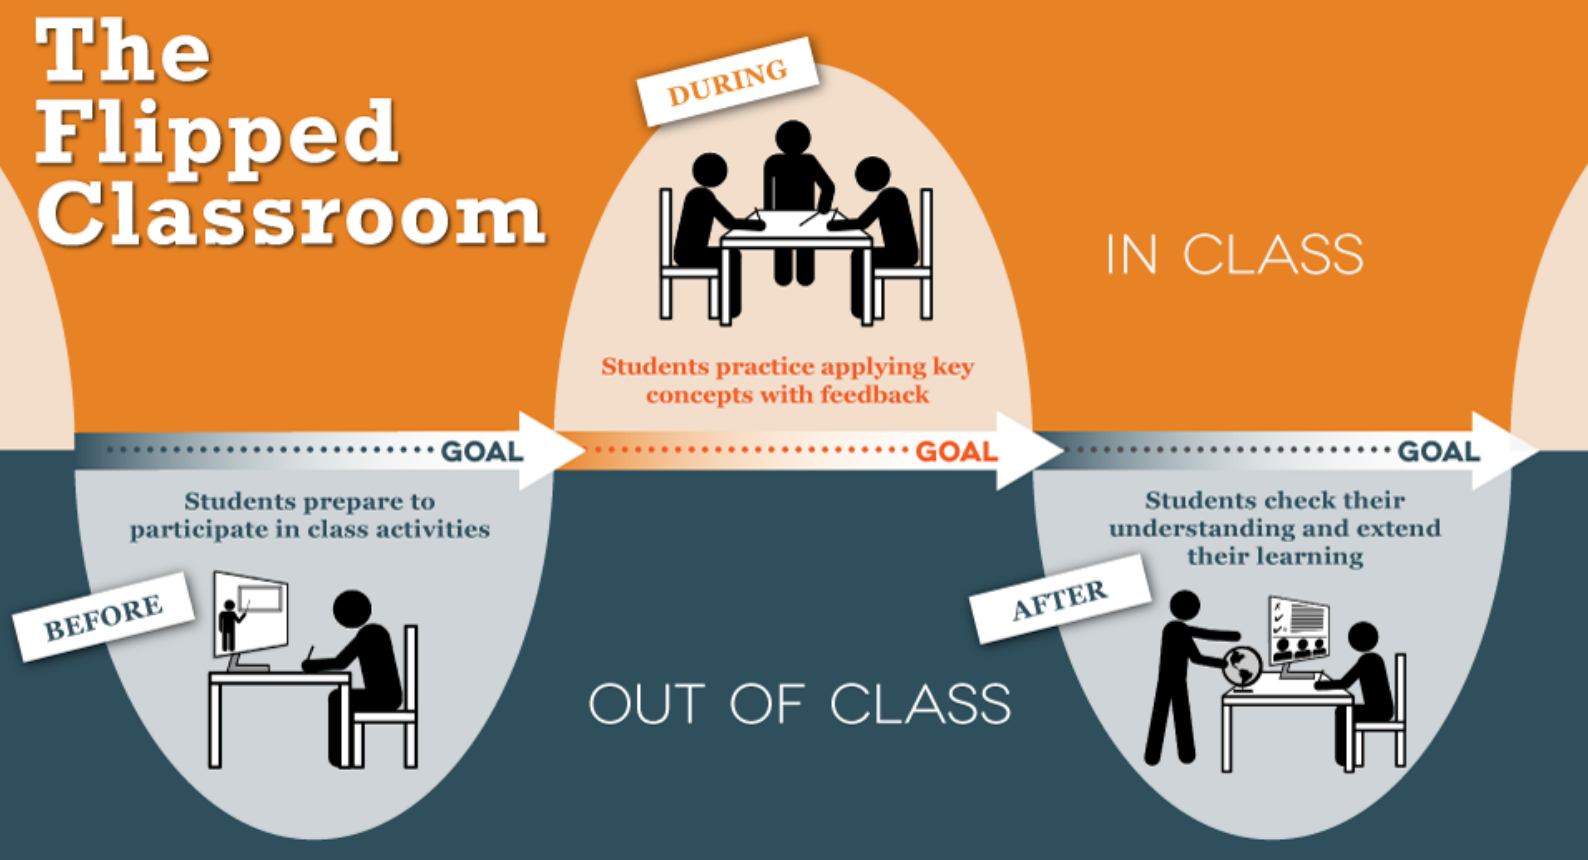 The
Flipped
Classroom
DURING
IN CLASS
Students practice applying key
concepts with feedback
GOAL
GOAL
GOAL
Students prepare to
participate in class activities
BEFORE
OUT OF CLASS
Students check their
understanding and extend
their learning
AFTER